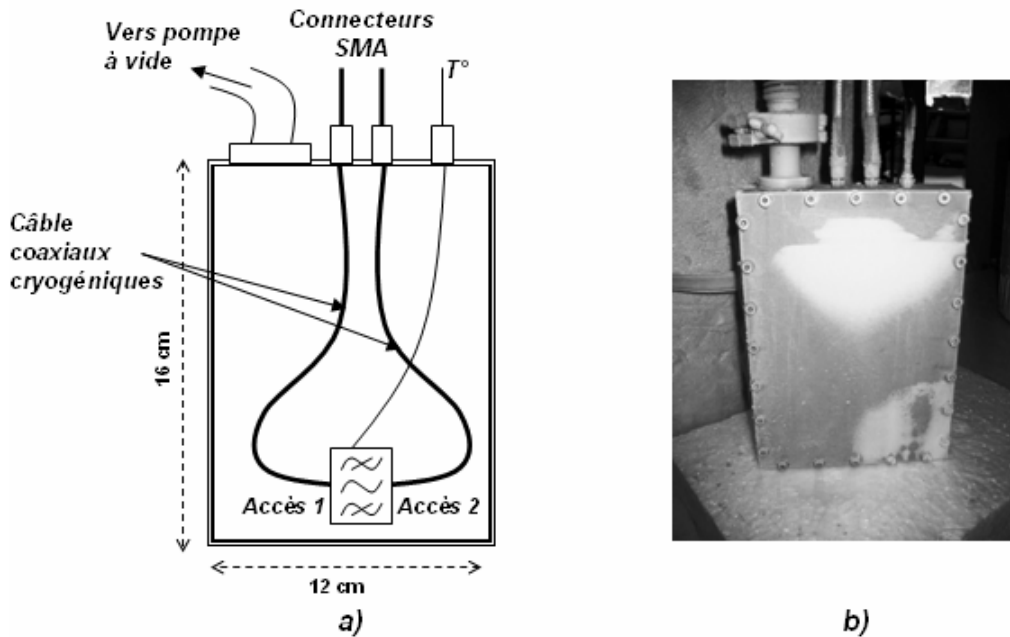 Vers pompe
à vide
Connecteurs
SMA
T°
Câble
coaxiaux
cryogéniques
16 cm
Accès 1
Accès 2
12 cm
a)
b)